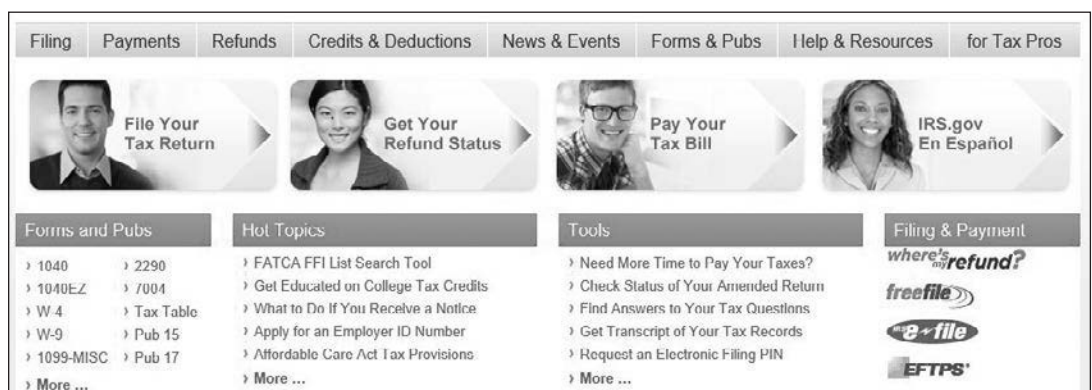 Filing Payments Refunds Credits & Deductions News & Events Forms & Pubs Help & Resources for Tax Pros
File Your
Tax Return
Get Your
Refund Status
Pay Your
Tax Bill
IRS.gov
En Español
Forms and Pubs
› 1040
› 1040EZ
› W-4
› W-9
› 1099-MISC
› More ...
› 2290
› 7004
› Tax Table
› Pub 15
› Pub 17
Hot Topics
› FATCA FFI List Search Tool
› Get Educated on College Tax Credits
› What to Do If You Receive a Notice
› Apply for an Employer ID Number
› Affordable Care Act Tax Provisions
› More ...
Tools
› Need More Time to Pay Your Taxes?
› Check Status of Your Amended Return
› Find Answers to Your Tax Questions
› Get Transcript of Your Tax Records
› Request an Electronic Filing PIN
› More ...
Filing & Payment
where's my refund?
freefile
IRS e-file
EFTPS®